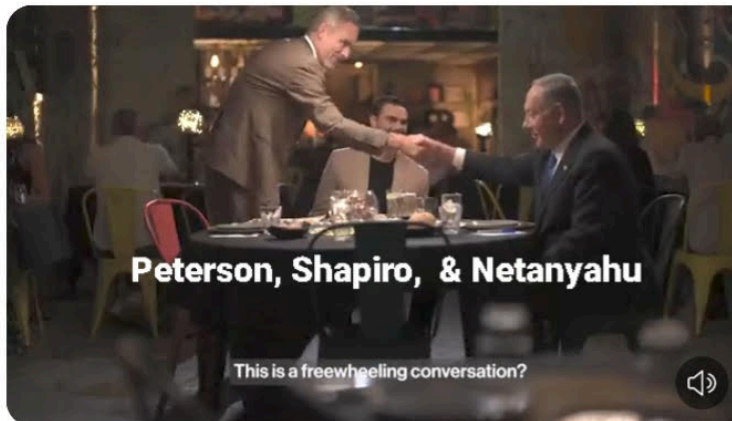 Peterson, Shapiro, & Netanyahu
This is a freewheeling conversation?